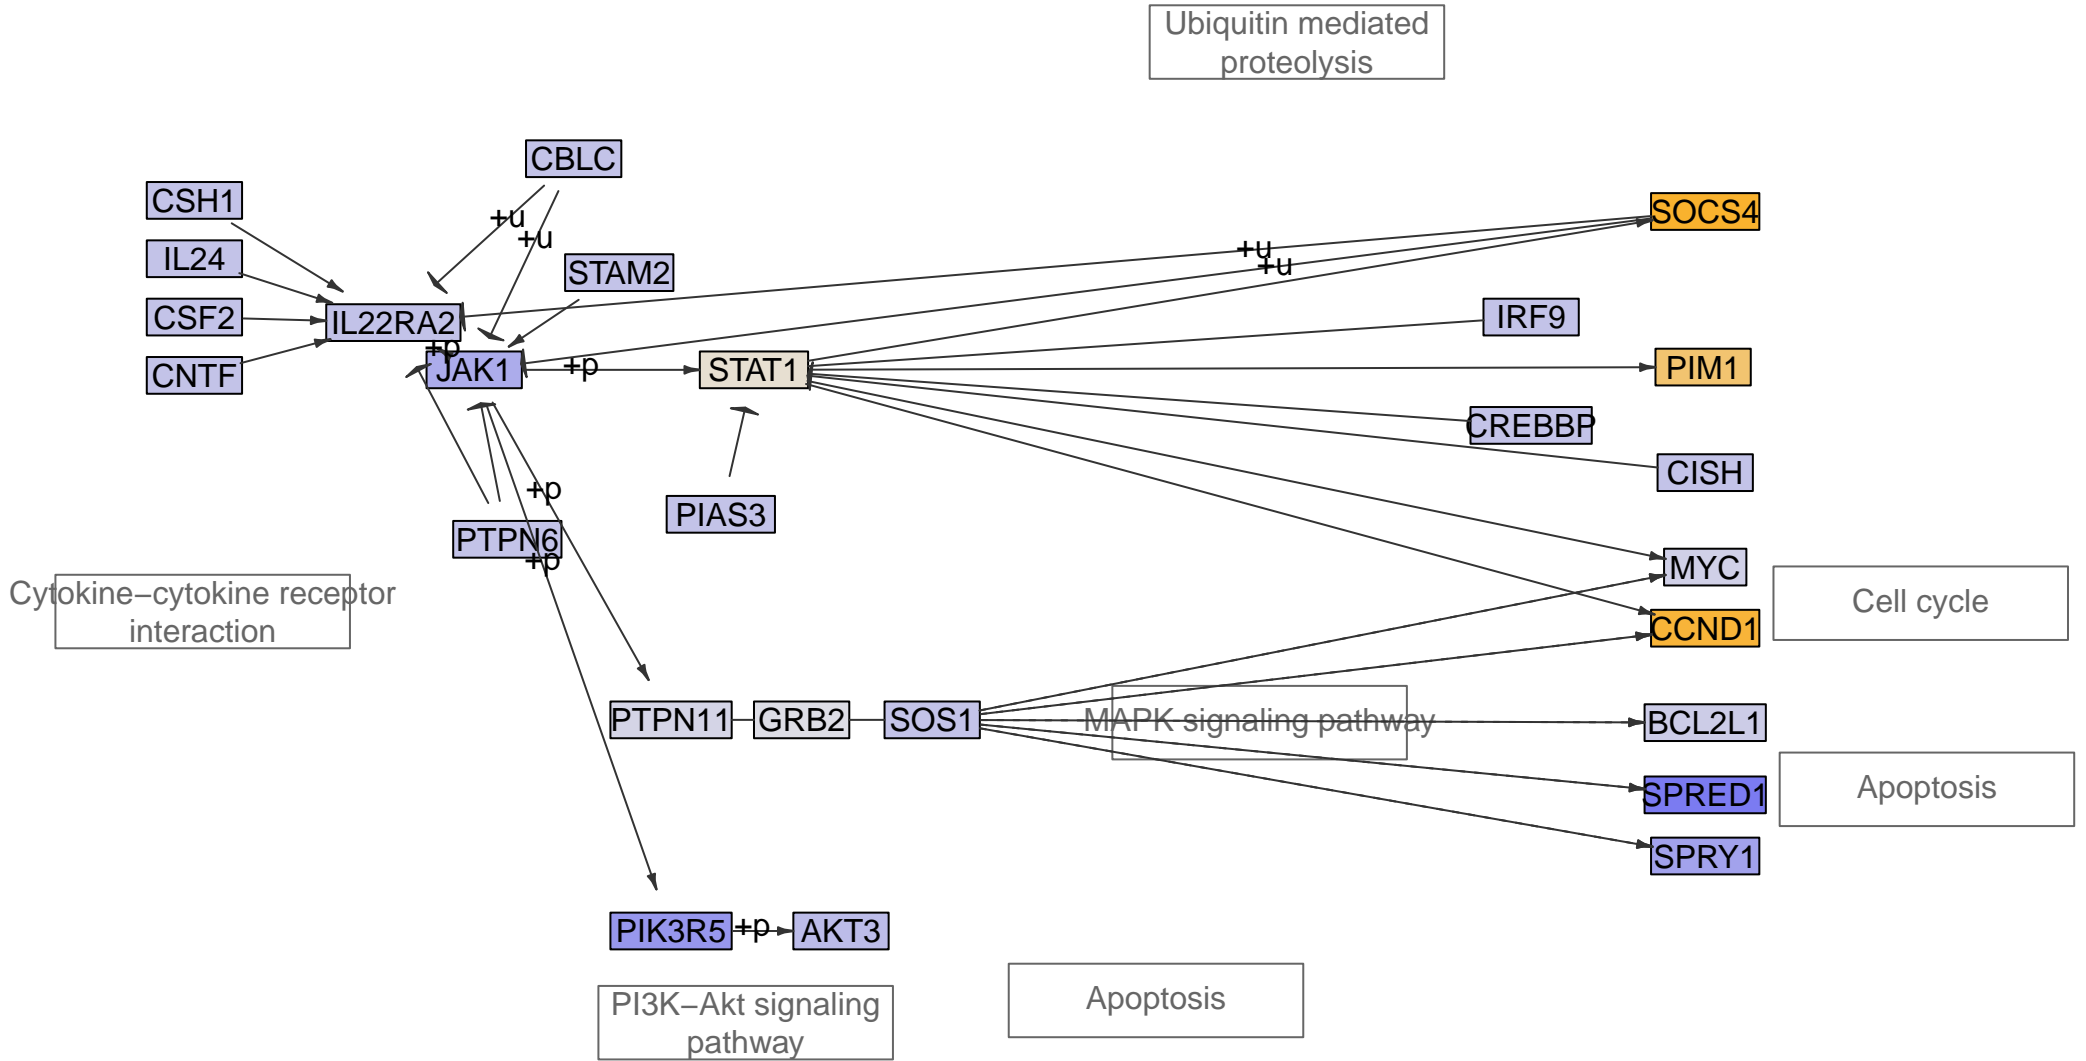 Ubiquitin mediated
proteolysis
CBLC
CSH1
SOCS4
+u
+u
+u
+u
IL24
STAM2
CSF2
IL22RA2
IRF9
+p
CNTF
JAK1
+p
STAT1
PIM1
CREBBP
CISH
+p
PIAS3
PTPN6
+p
MYC
Cytokine−cytokine receptor
interaction
Cell cycle
CCND1
PTPN11
GRB2
SOS1
MAPK signaling pathway
BCL2L1
SPRED1
Apoptosis
SPRY1
PIK3R5
+p
AKT3
PI3K−Akt signaling
pathway
Apoptosis